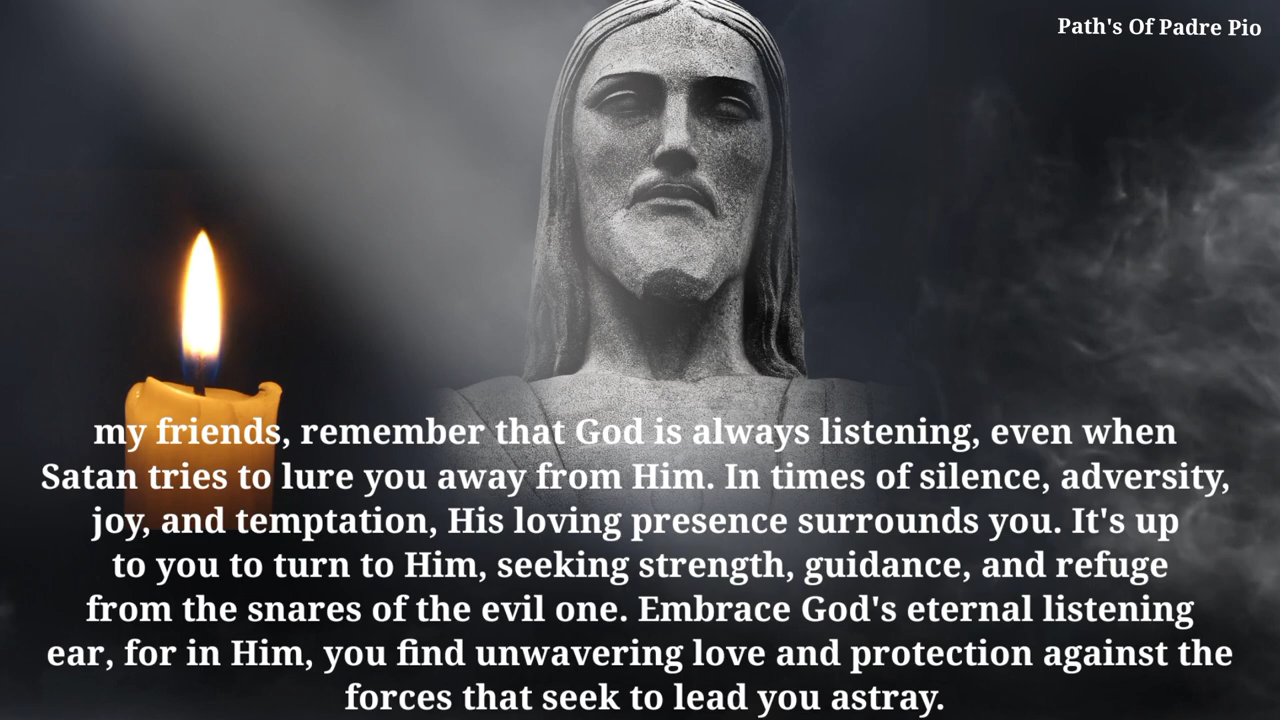 Path's Of Padre Pio
my friends, remember that God is always listening, even when
Satan tries to lure you away from Him. In times of silence, adversity,
joy, and temptation, His loving presence surrounds you. It's up
to you to turn to Him, seeking strength, guidance, and refuge
from the snares of the evil one. Embrace God's eternal listening
ear, for in Him, you find unwavering love and protection against the
forces that seek to lead you astray.